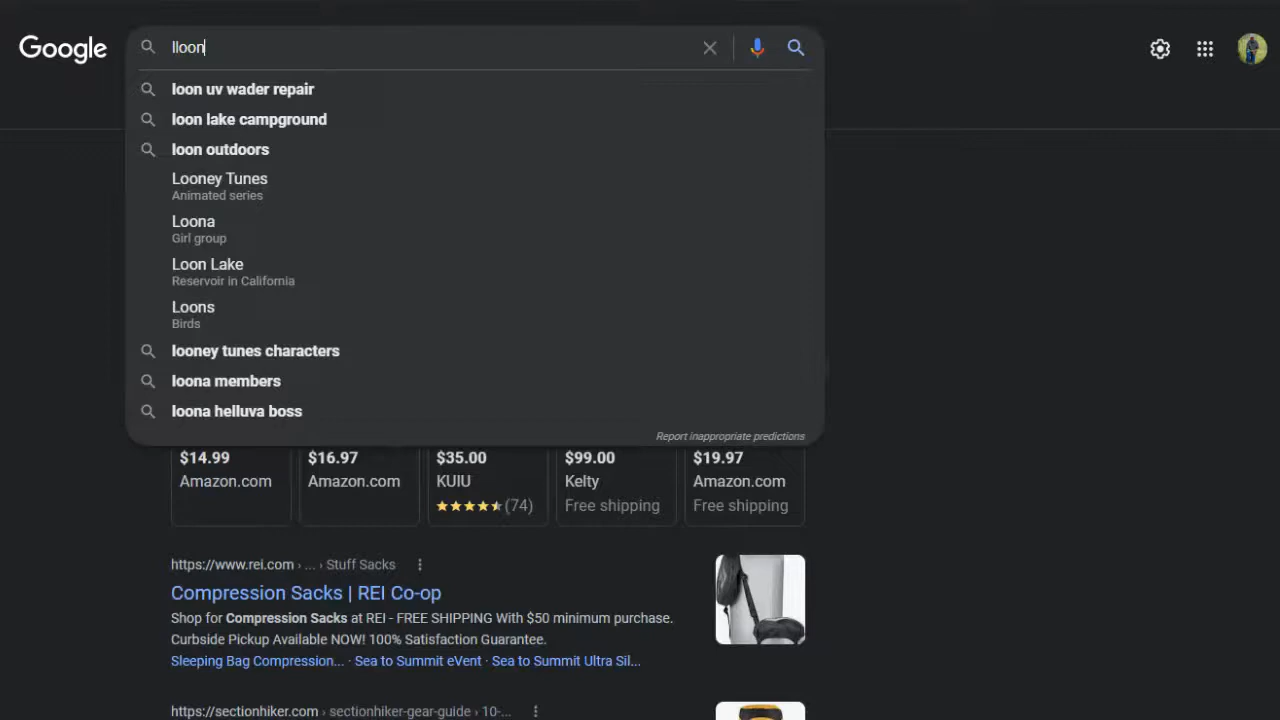 Google
lloon
loon uv wader repair
loon lake campground
loon outdoors
Looney Tunes
Animated series
Loona
Girl group
Loon Lake
Reservoir in California
Loons
Birds
looney tunes characters
loona members
loona helluva boss
Report inappropriate predictions
$14.99 $16.97 $35.00 $99.00 $19.97
Amazon.com Amazon.com KUIU Kelty Amazon.com
(74) Free shipping Free shipping
https://www.rei.com › ... › Stuff Sacks
Compression Sacks | REI Co-op
Shop for Compression Sacks at REI - FREE SHIPPING With $50 minimum purchase.
Curbside Pickup Available NOW! 100% Satisfaction Guarantee.
Sleeping Bag Compression... · Sea to Summit eVent · Sea to Summit Ultra Sil...
https://sectionhiker.com › sectionhiker-gear-guide › 10-...